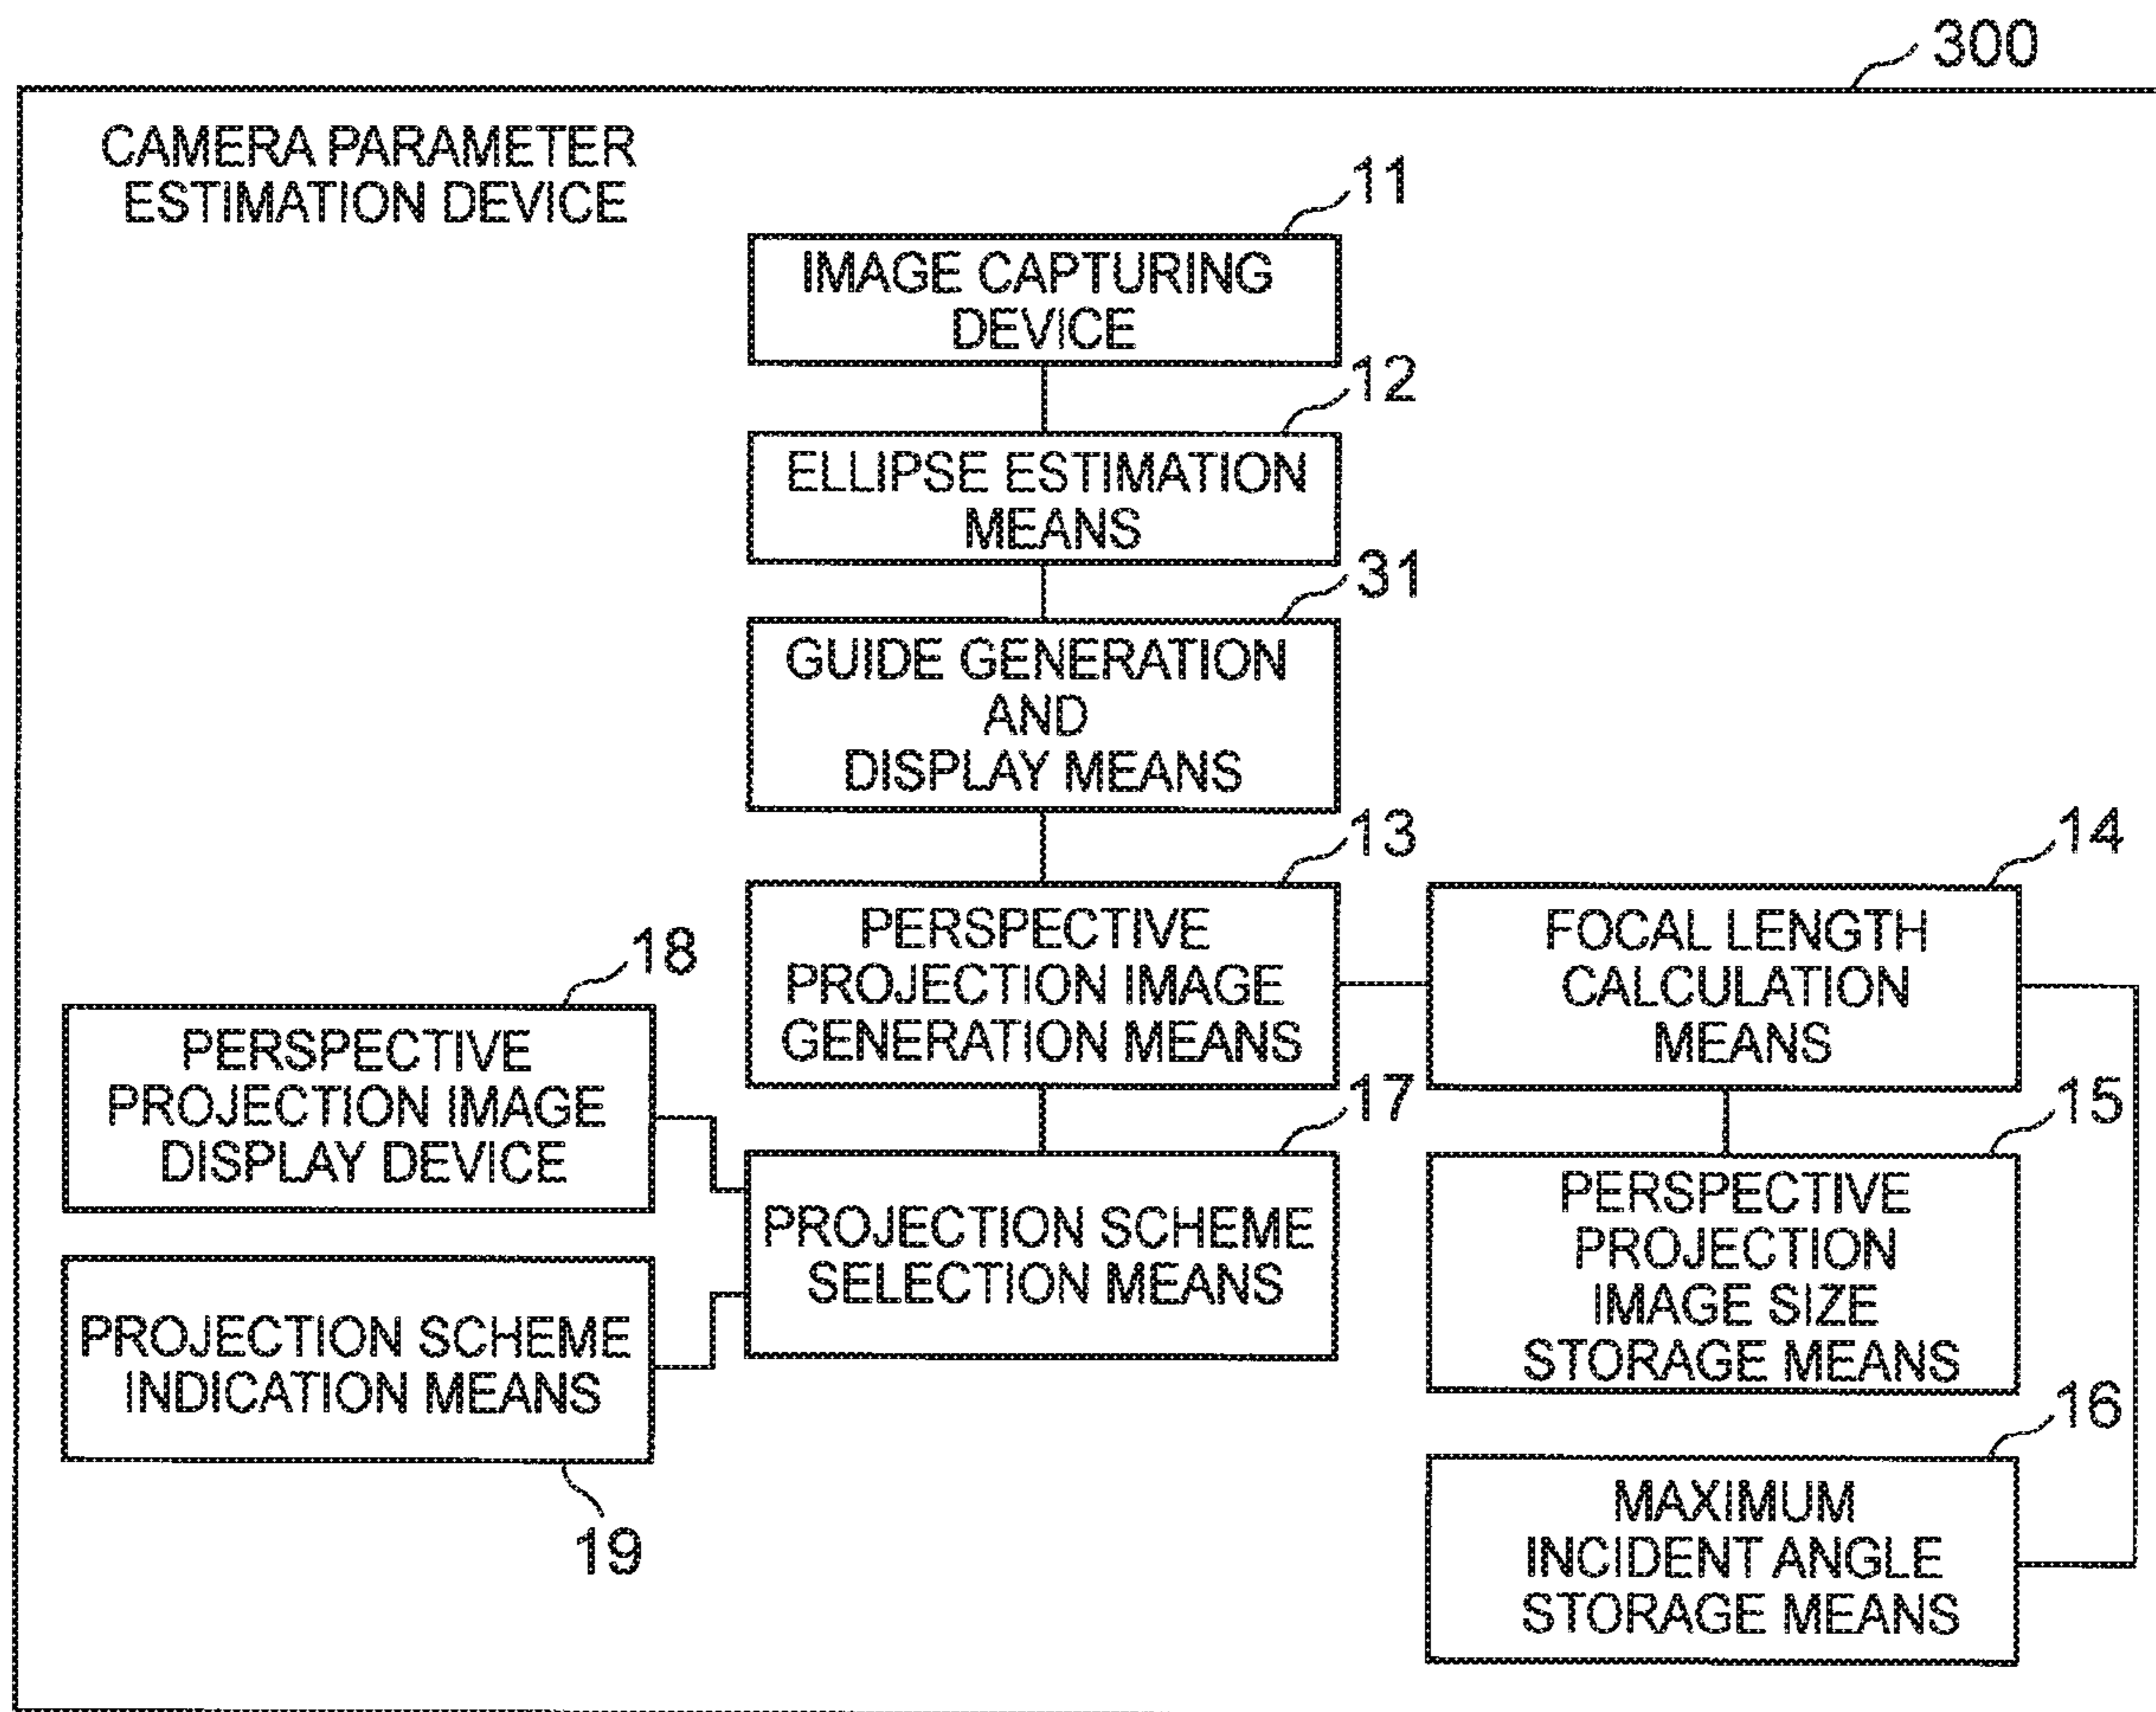 300
CAMERA PARAMETER
ESTIMATION DEVICE
11
IMAGE CAPTURING
DEVICE
12
ELLIPSE ESTIMATION
MEANS
31
GUIDE GENERATION
AND
DISPLAY MEANS
13
PERSPECTIVE
PROJECTION IMAGE
GENERATION MEANS
14
FOCAL LENGTH
CALCULATION
MEANS
18
PERSPECTIVE
PROJECTION IMAGE
DISPLAY DEVICE
17
PROJECTION SCHEME
SELECTION MEANS
15
PERSPECTIVE
PROJECTION
IMAGE SIZE
STORAGE MEANS
PROJECTION SCHEME
INDICATION MEANS
19
16
MAXIMUM
INCIDENT ANGLE
STORAGE MEANS